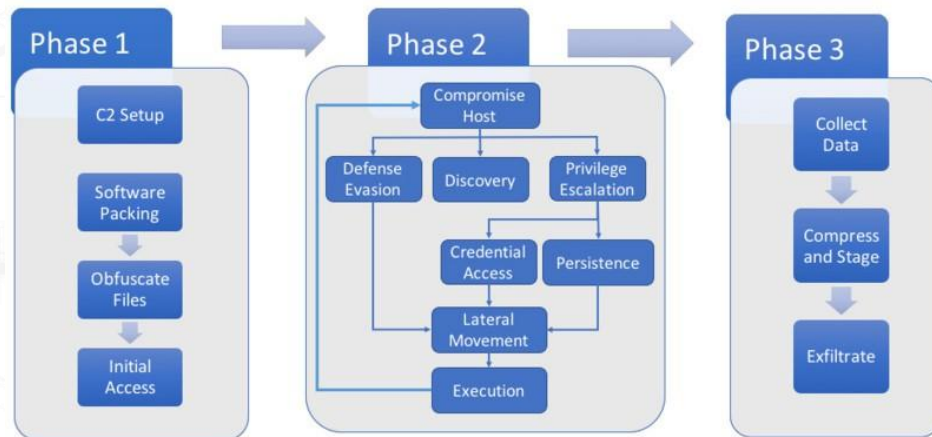 Phase 1
C2 Setup
Software
Packing
Obfuscate
Files
Initial
Access
Phase 2
Compromise
Host
Defense
Evasion
Discovery
Privilege
Escalation
Credential
Access
Persistence
Lateral
Movement
Execution
Phase 3
Collect
Data
Compress
and Stage
Exfiltrate